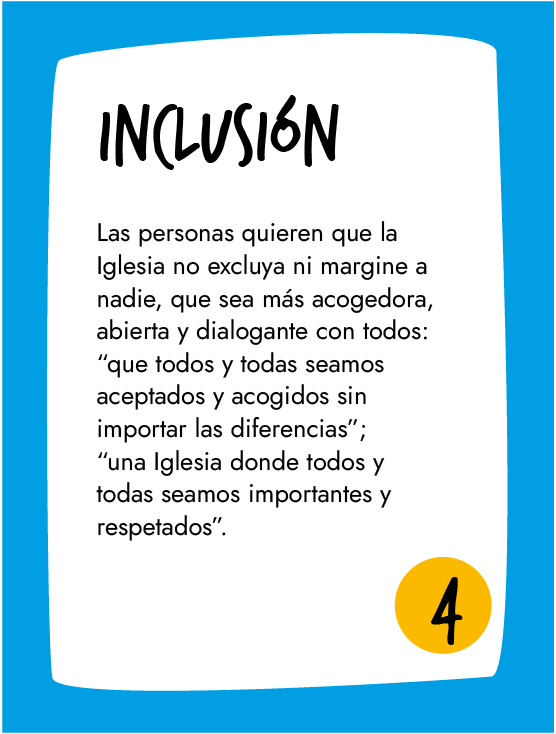 INCLUSIÓN
Las personas quieren que la
Iglesia no excluya ni margine a
nadie, que sea más acogedora,
abierta y dialogante con todos:
“que todos y todas seamos
aceptados y acogidos sin
importar las diferencias”;
“una Iglesia donde todos y
todas seamos importantes y
respetados”.
4